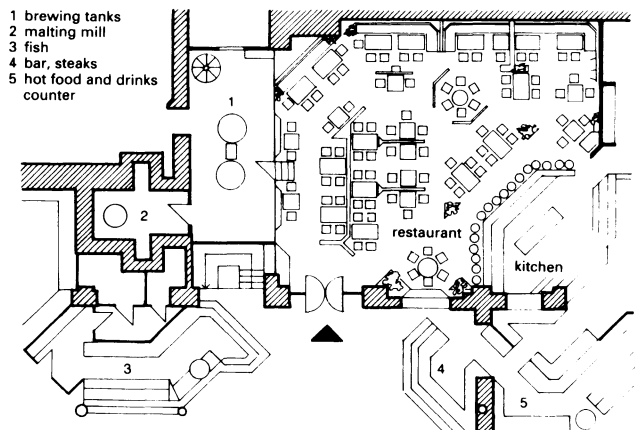 1 brewing tanks
2 malting mill
3 fish
4 bar, steaks
5 hot food and drinks
counter
1
2
restaurant
kitchen
3
4
5